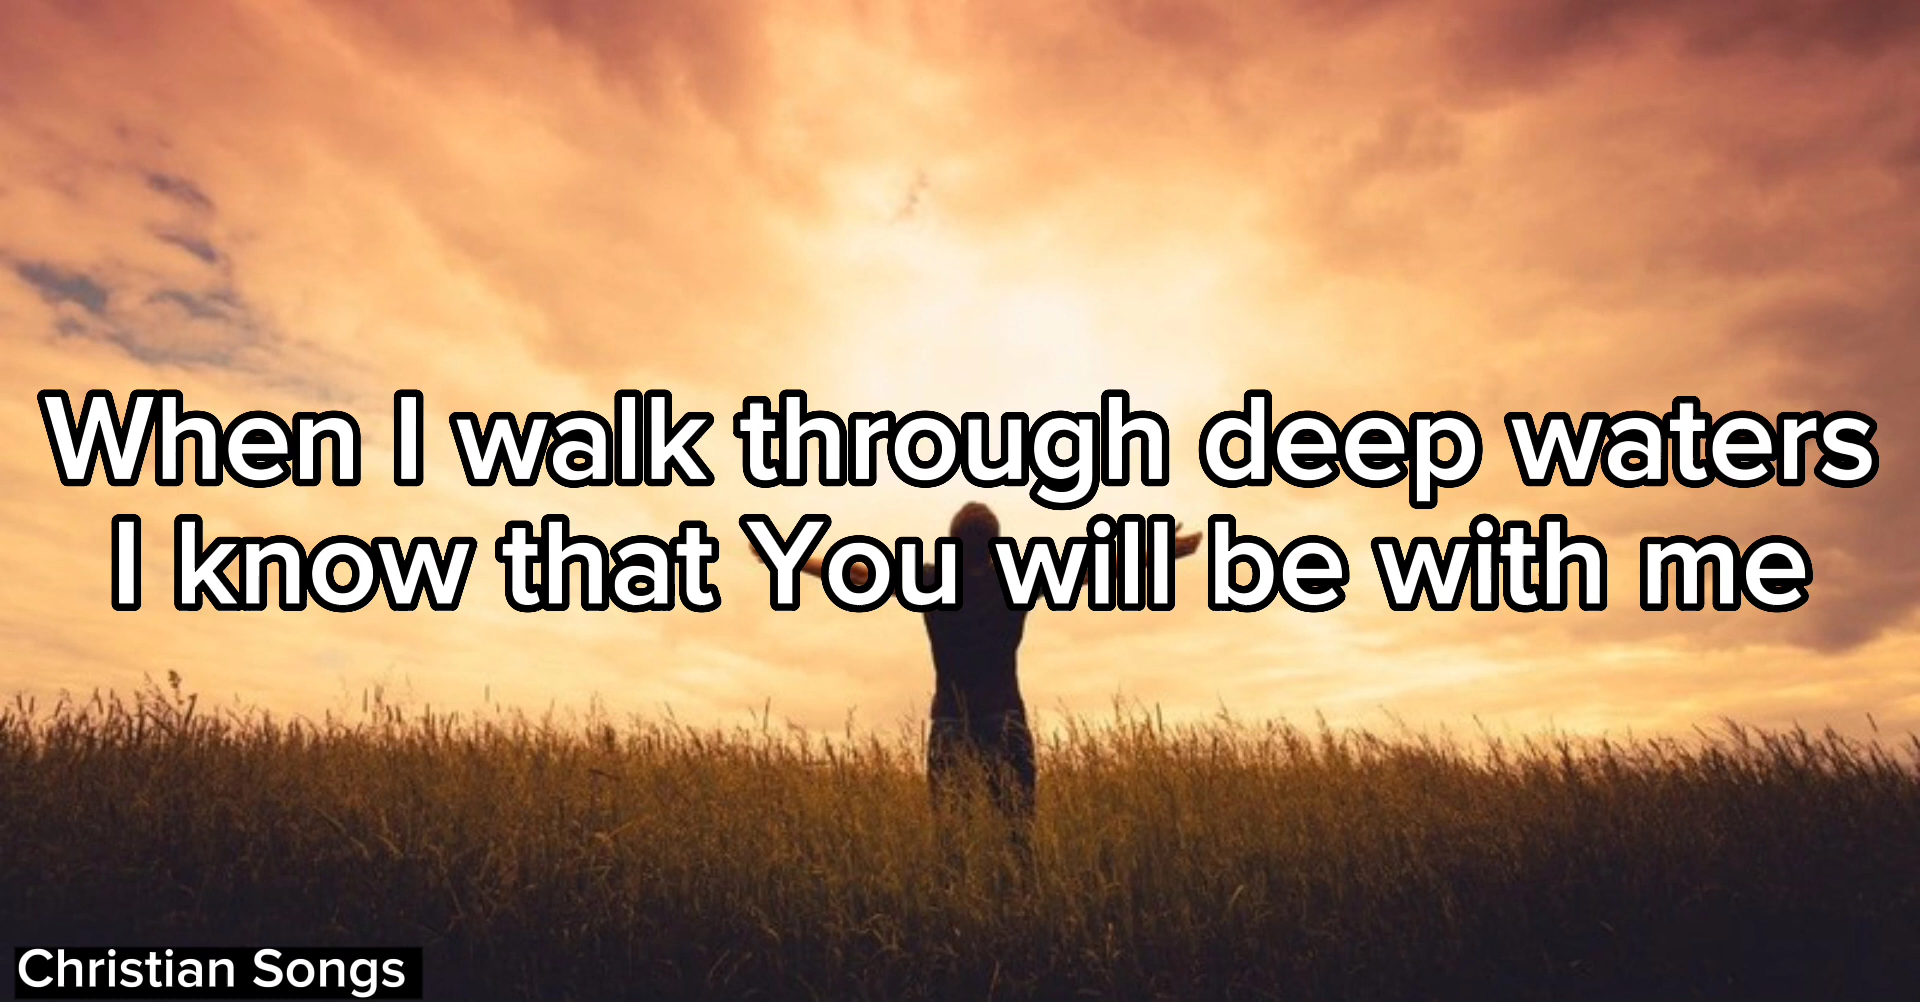 When I walk through deep waters
I know that You will be with me
Christian Songs